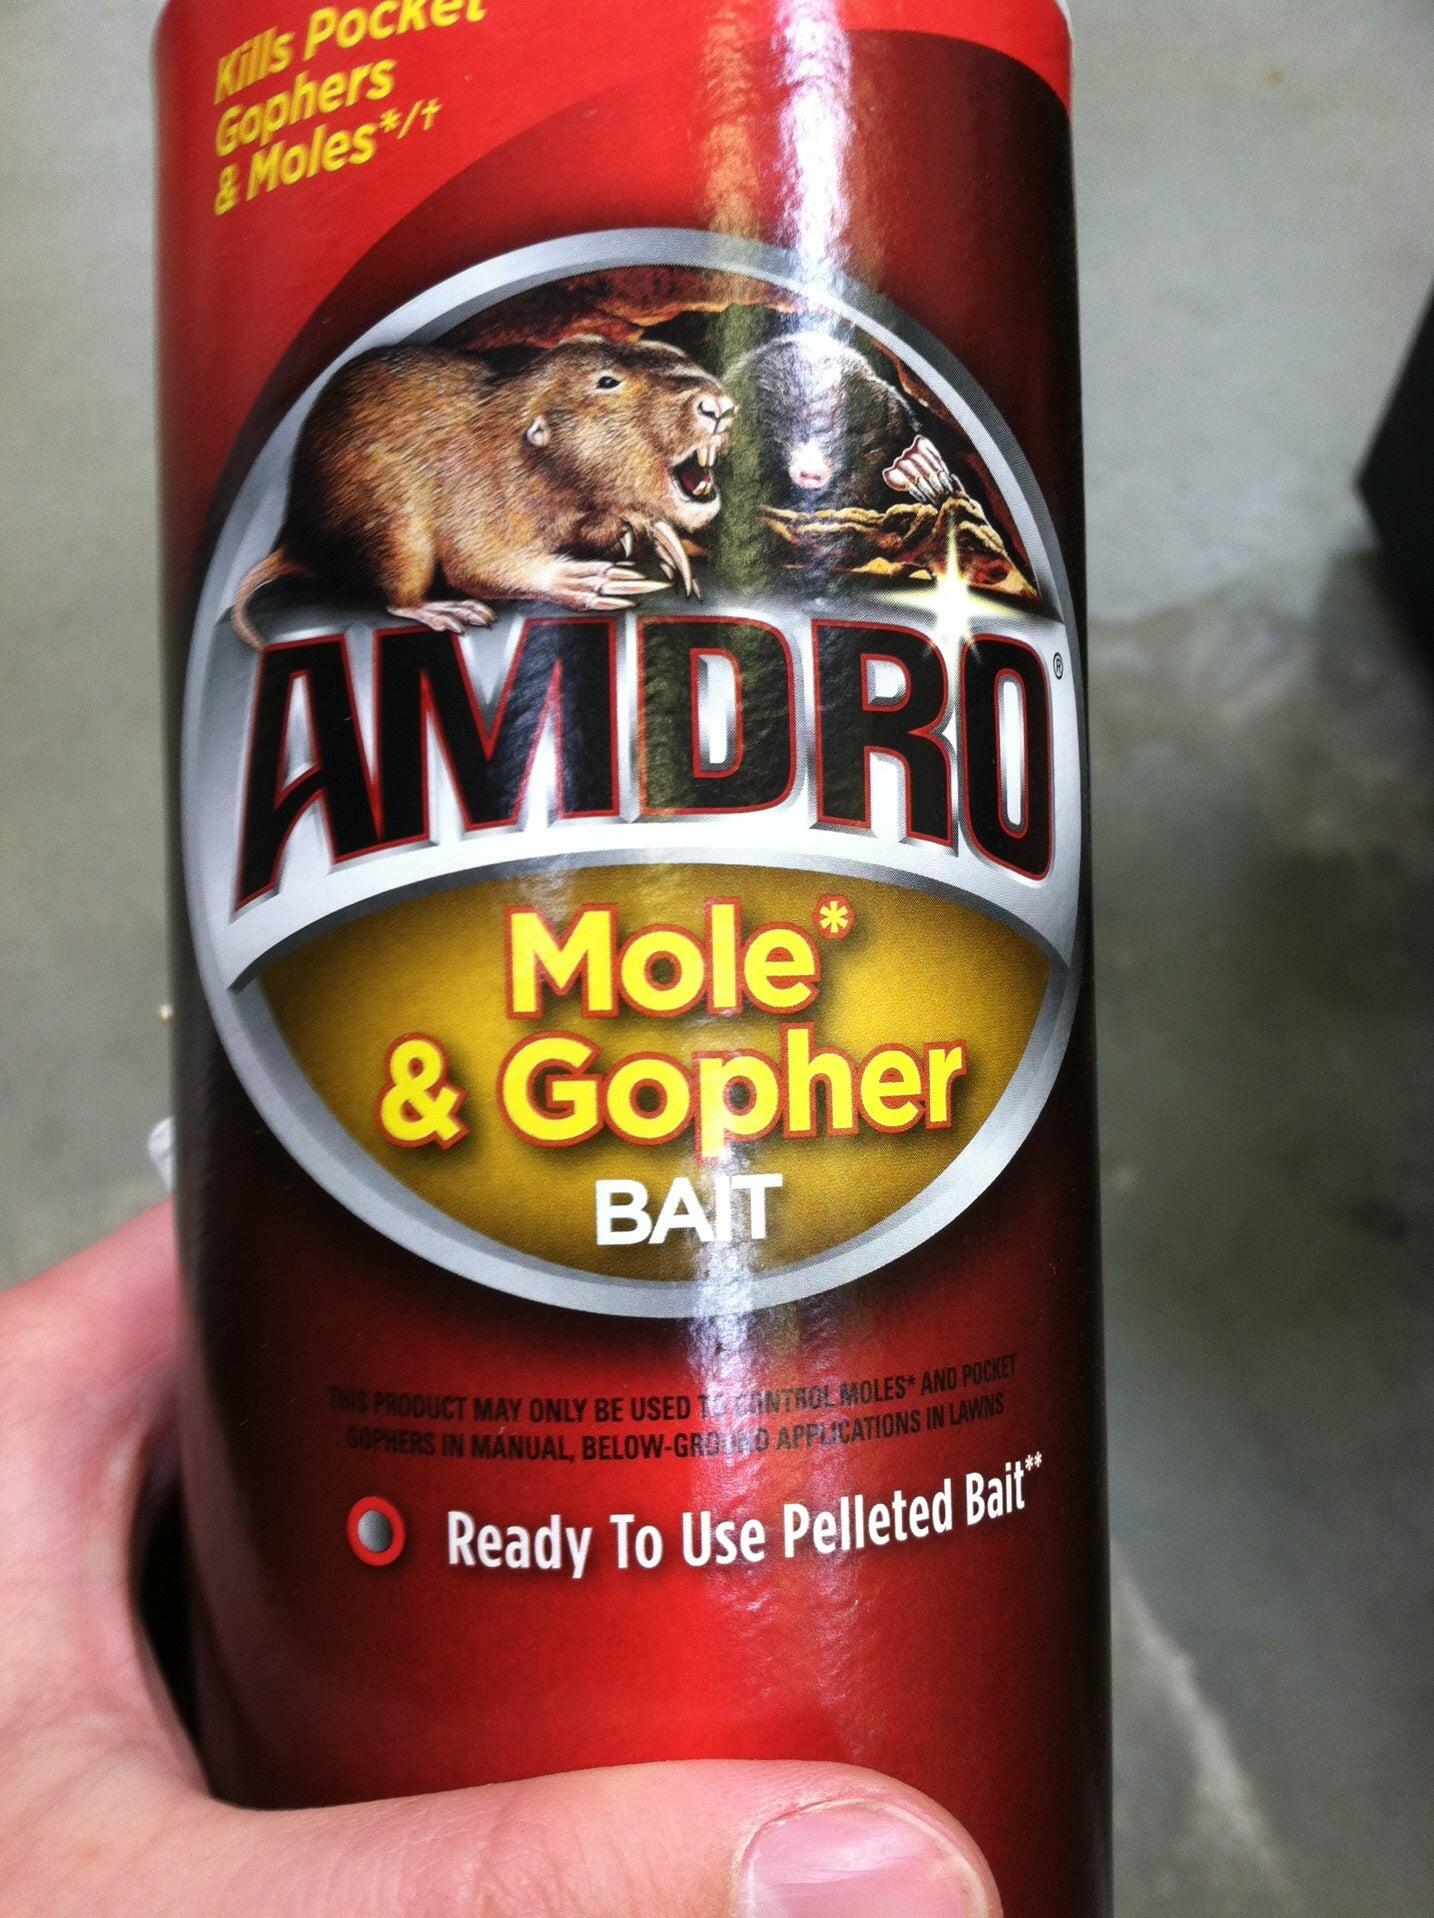 Kills Pocket
Gophers
& Moles*/†
AMDRO®
Mole*
& Gopher
BAIT
THIS PRODUCT MAY ONLY BE USED TO CONTROL MOLES* AND POCKET
GOPHERS IN MANUAL, BELOW-GROUND APPLICATIONS IN LAWNS
Ready To Use Pelleted Bait**